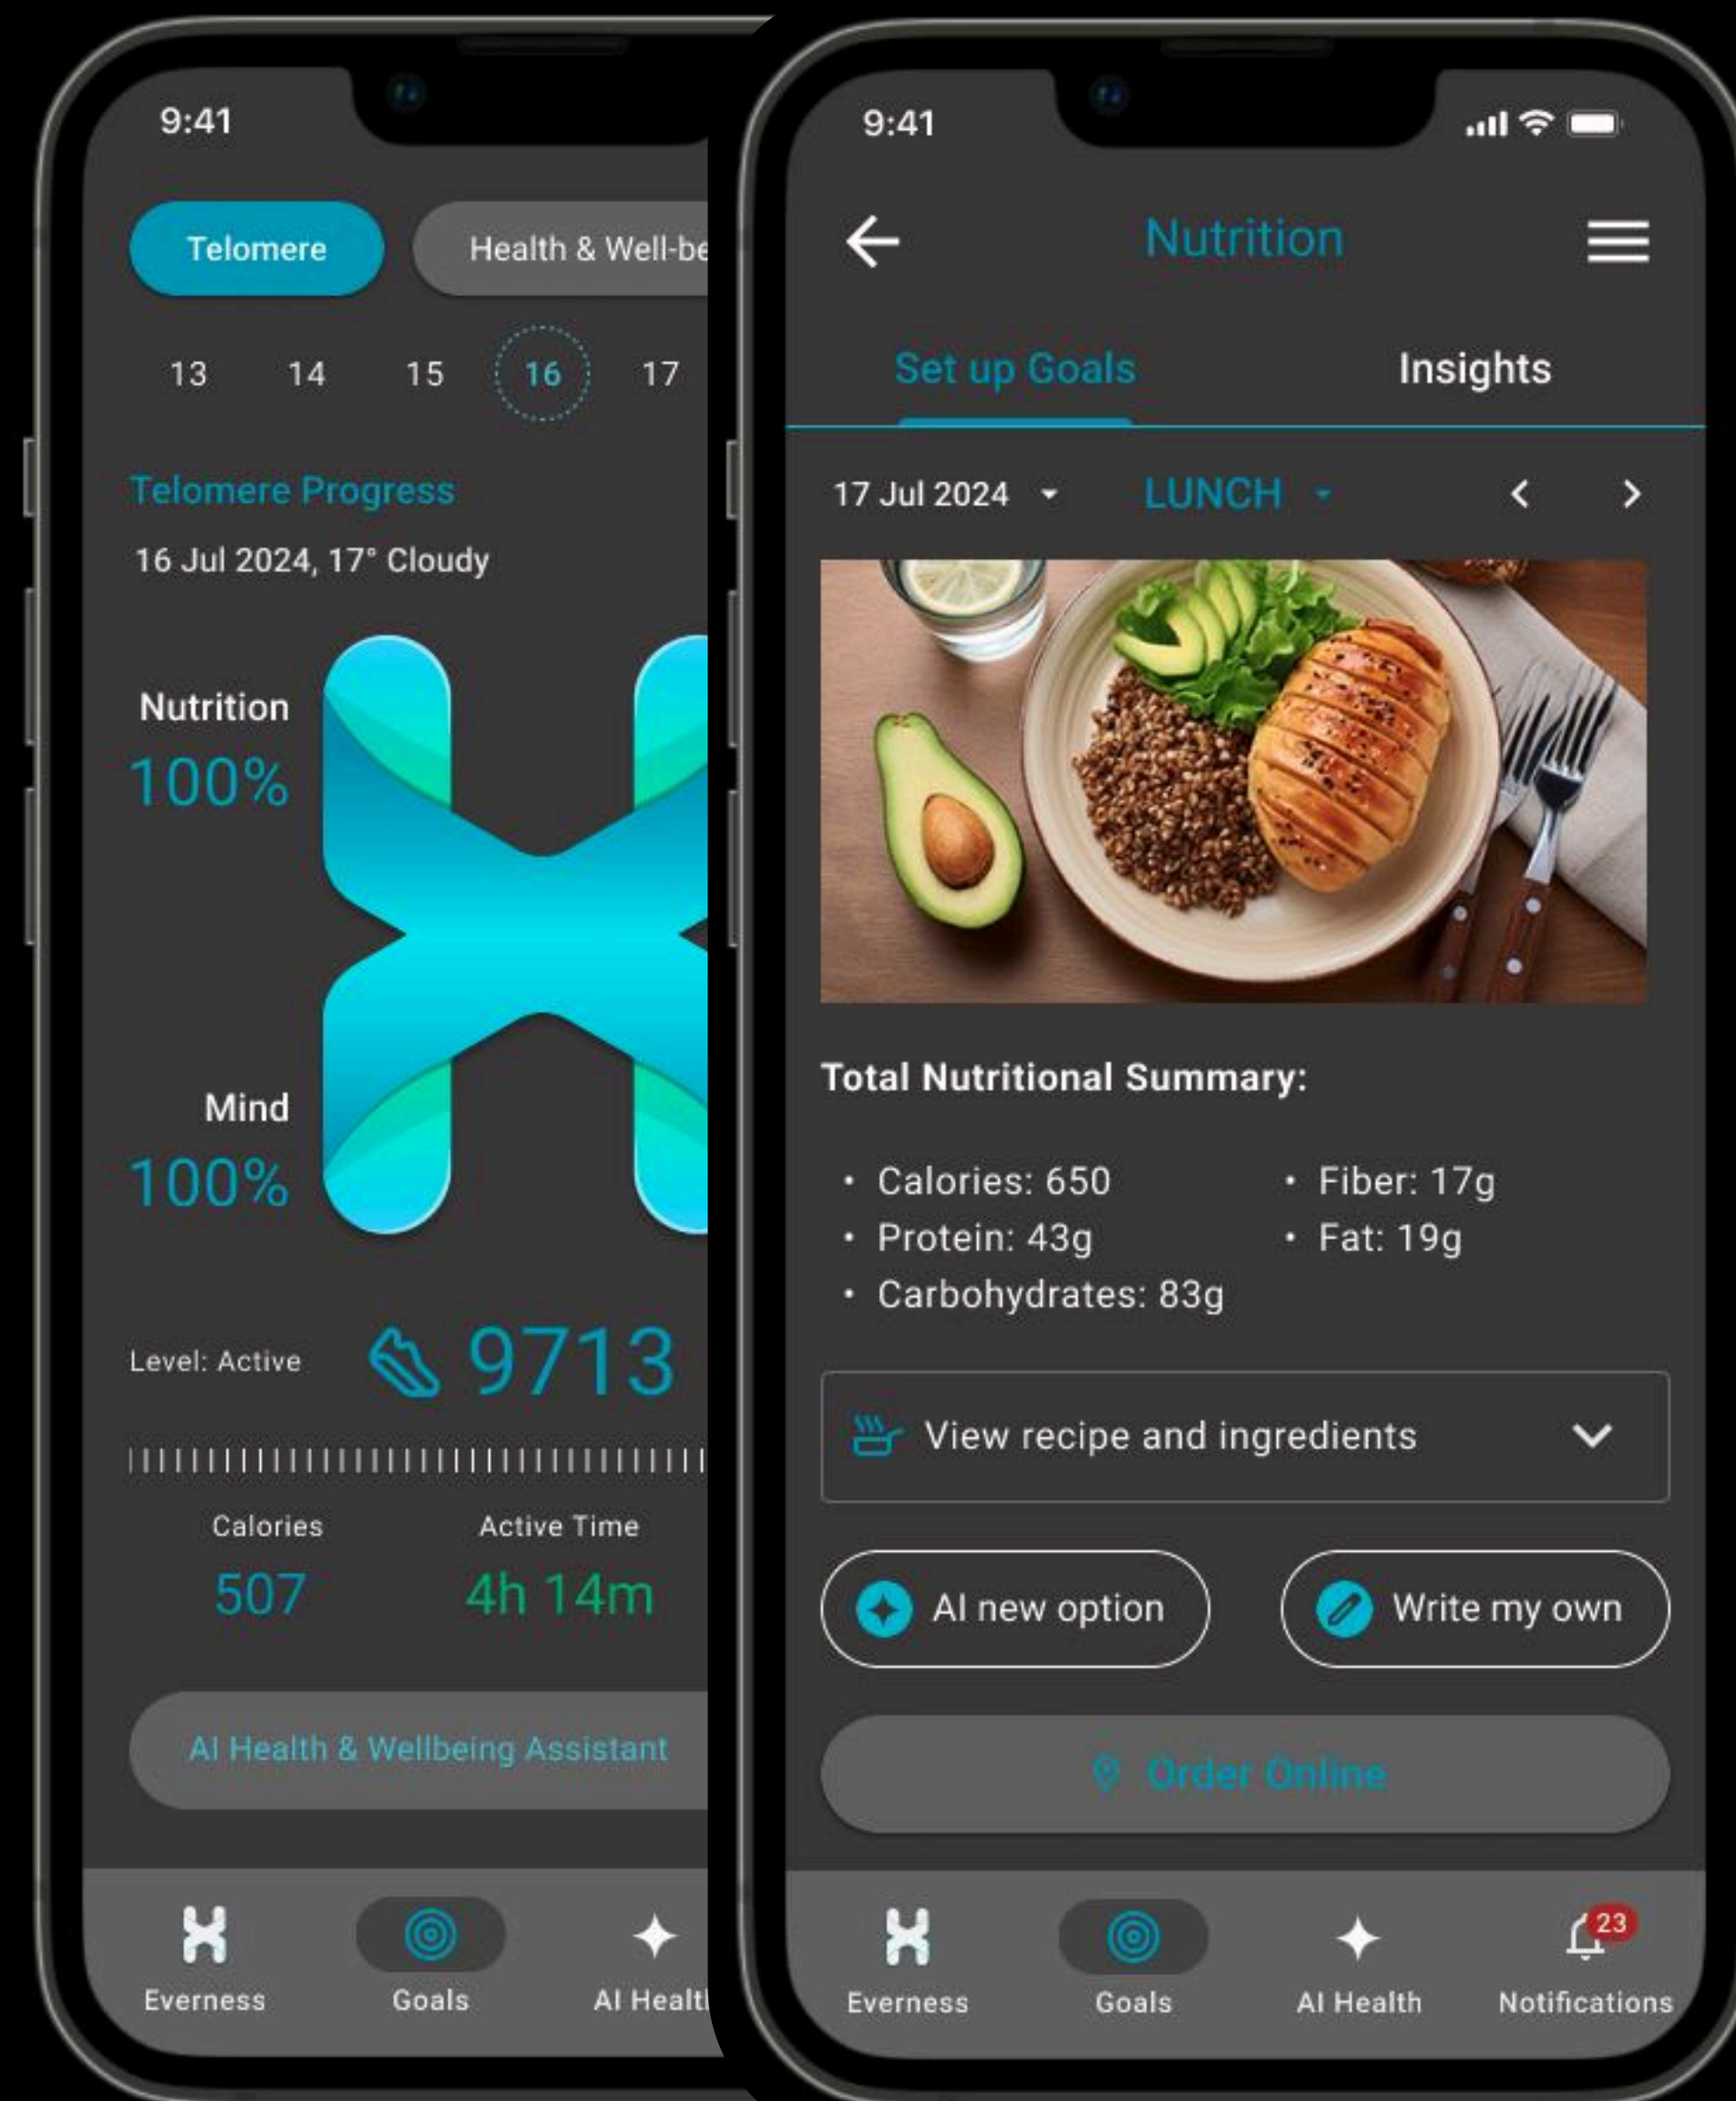 9:41
Telomere
Health & Well-be
13 14 15 16 17
Telomere Progress
16 Jul 2024, 17° Cloudy
Nutrition
100%
Mind
100%
Level: Active 9713
Calories Active Time
507 4h 14m
AI Health & Wellbeing Assistant
Everness Goals AI Healt
9:41
Nutrition
Set up Goals Insights
17 Jul 2024 LUNCH
Total Nutritional Summary:
• Calories: 650 • Fiber: 17g
• Protein: 43g • Fat: 19g
• Carbohydrates: 83g
View recipe and ingredients
AI new option Write my own
Order Online
23
Everness Goals AI Health Notifications